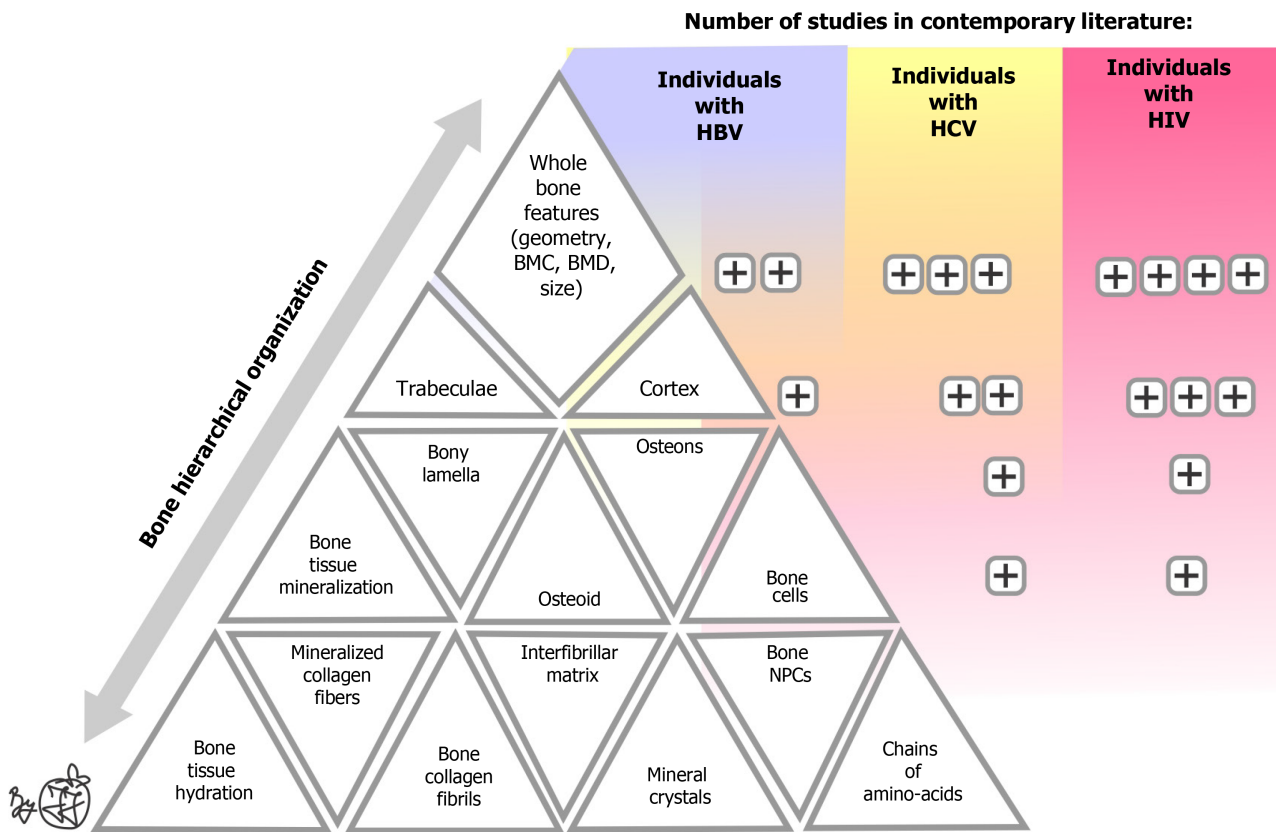 Number of studies in contemporary literature:
Individuals
with
HBV
Individuals
with
HCV
Individuals
with
HIV
Bone hierarchical organization
Whole
bone
features
(geometry,
BMC, BMD,
size)
+ +
+ + +
+ + + +
Trabeculae
Cortex
+
+ +
+ + +
Bony
lamella
Osteons
+
+
Bone
tissue
mineralization
Osteoid
Bone
cells
+
+
Mineralized
collagen
fibers
Interfibrillar
matrix
Bone
NPCs
Bone
tissue
hydration
Bone
collagen
fibrils
Mineral
crystals
Chains
of
amino-acids
By